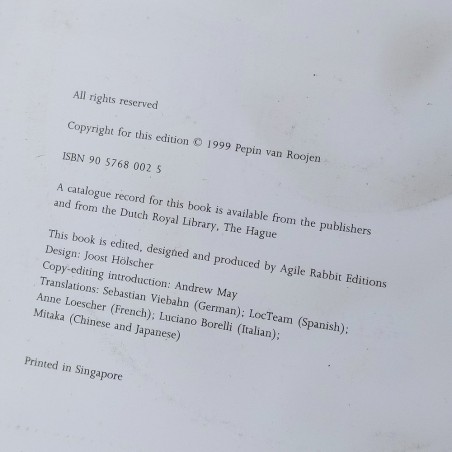 All rights reserved
Copyright for this edition © 1999 Pepin van Roojen
ISBN 90 5768 002 5
A catalogue record for this book is available from the publishers
and from the Dutch Royal Library, The Hague
This book is edited, designed and produced by Agile Rabbit Editions
Design: Joost Hölscher
Copy-editing introduction: Andrew May
Translations: Sebastian Viebahn (German); LocTeam (Spanish);
Anne Loescher (French); Luciano Borelli (Italian);
Mitaka (Chinese and Japanese)
Printed in Singapore